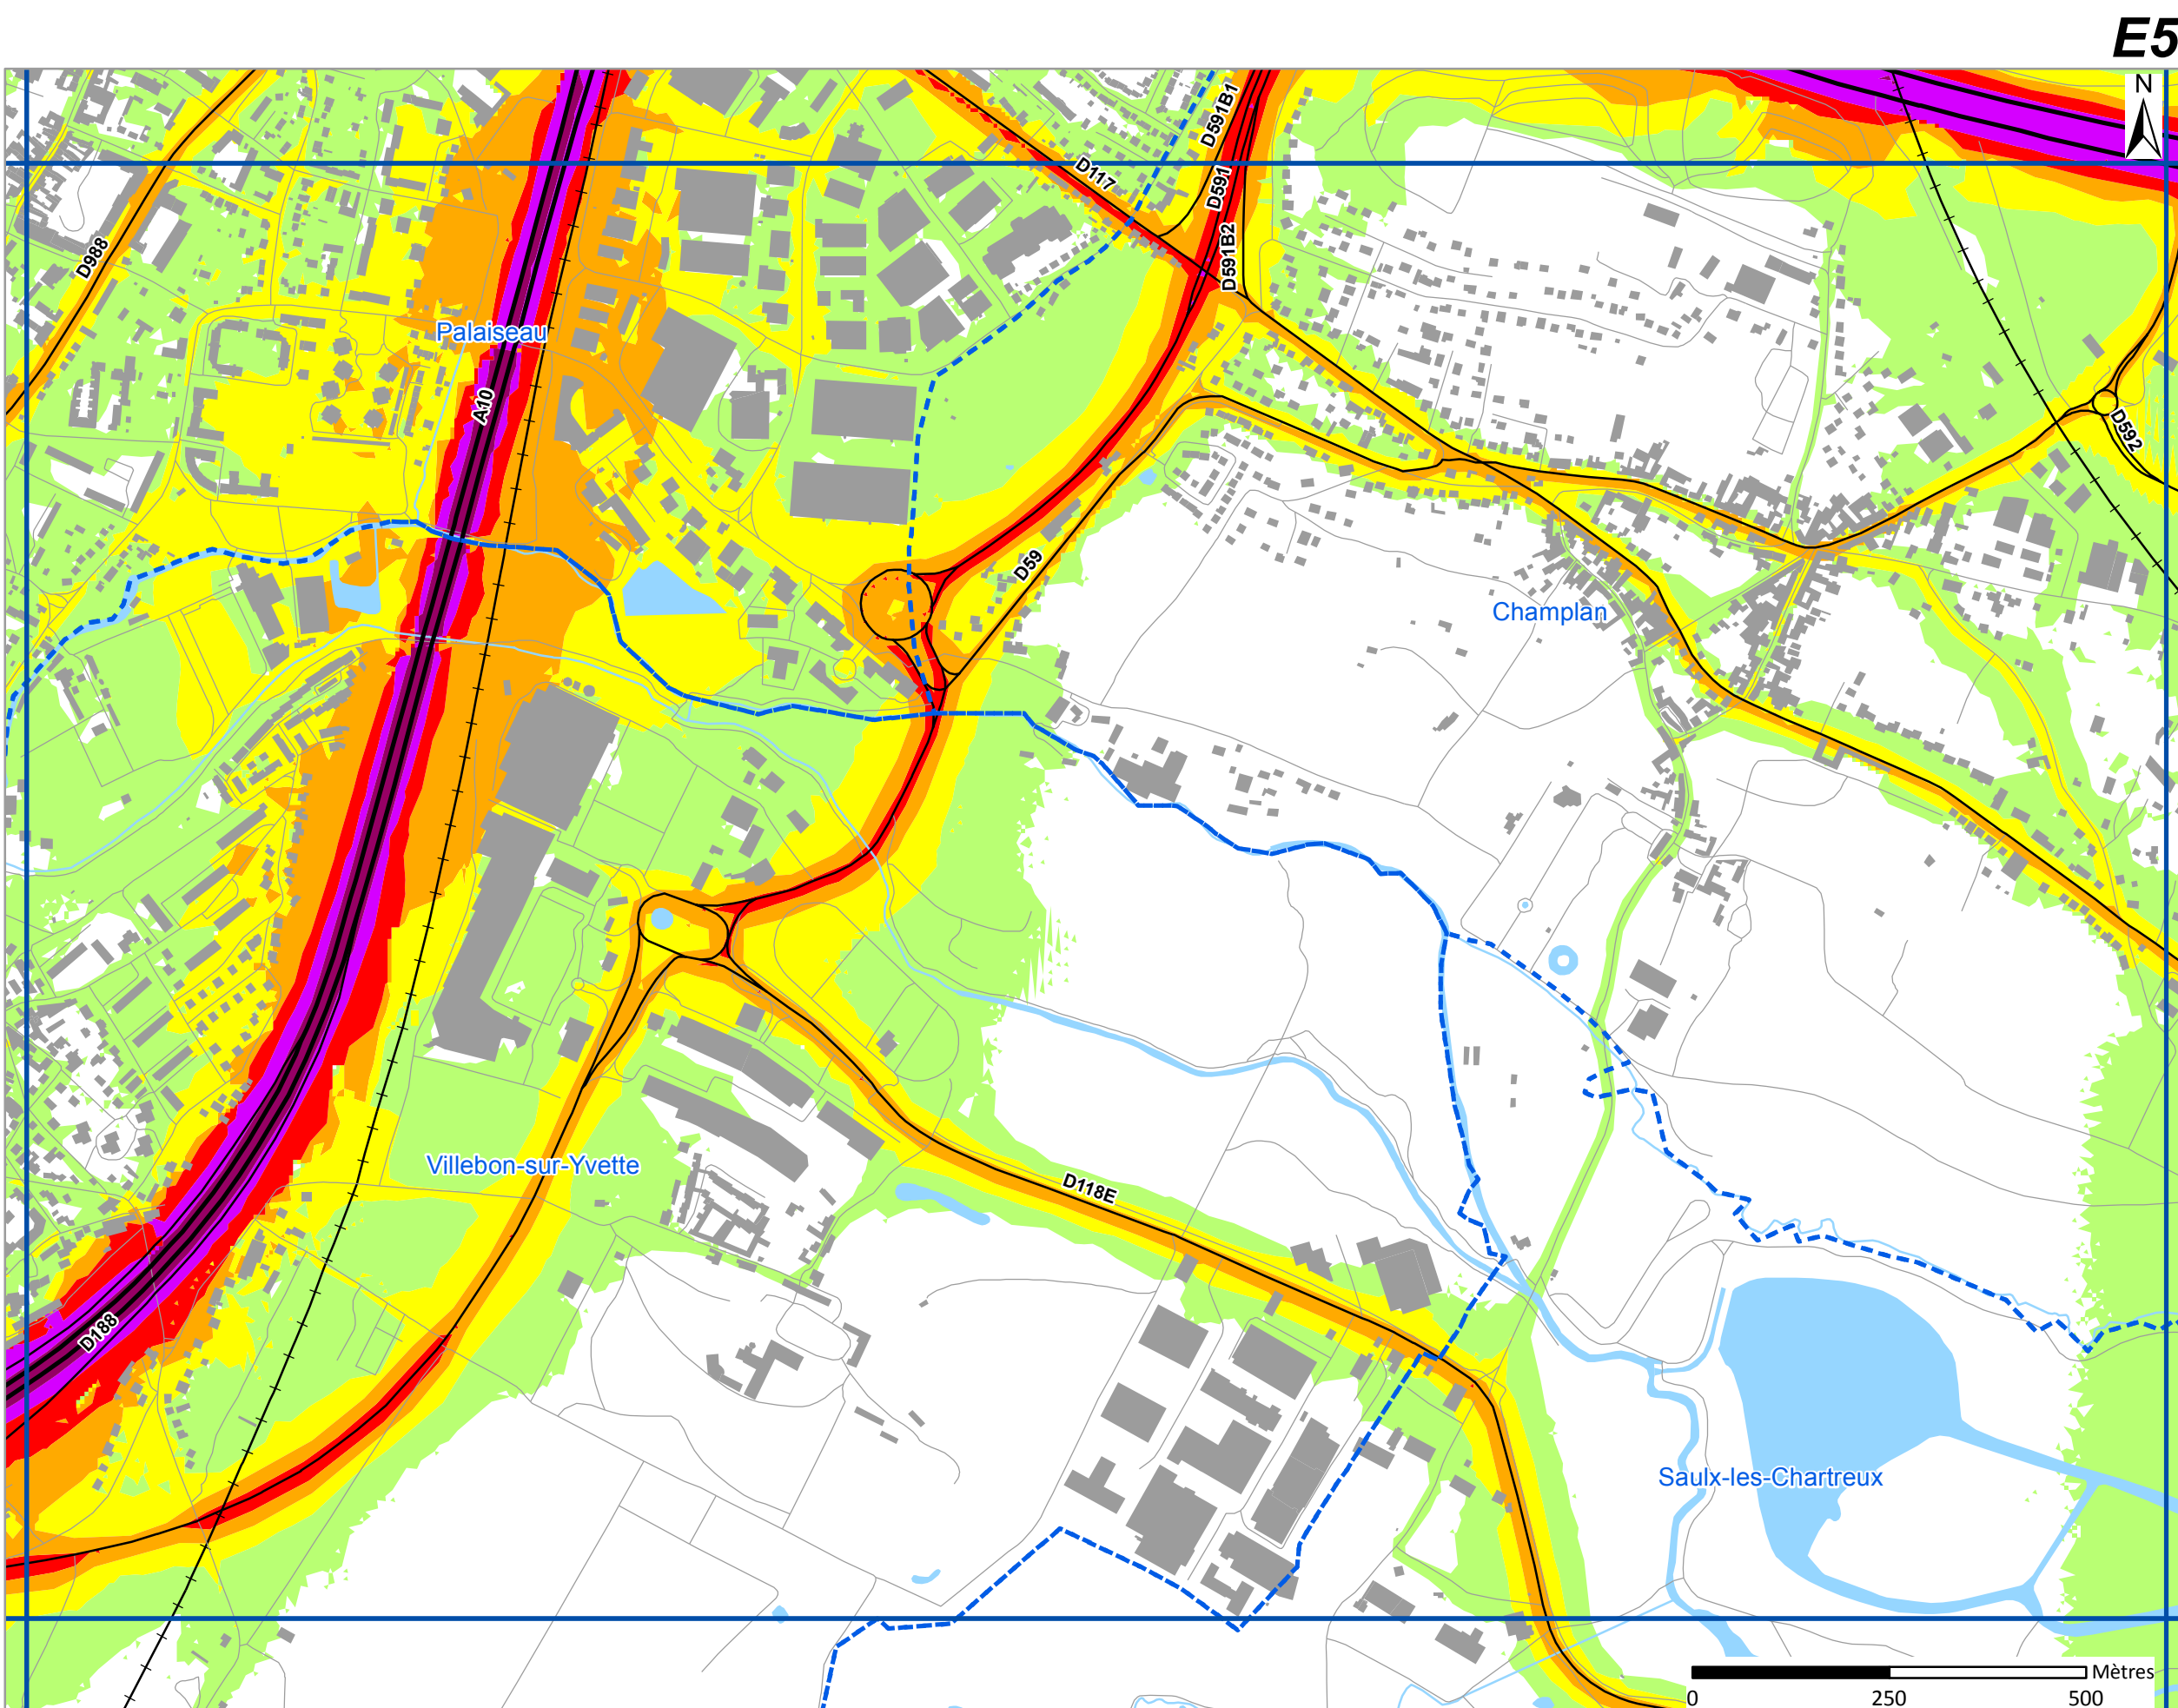 E5
N
D591B1
D117
D591
D988
D591B2
Palaiseau
A10
D592
D59
Champlan
Villebon-sur-Yvette
D118E
D188
Saulx-les-Chartreux
Mètres
0 250 500